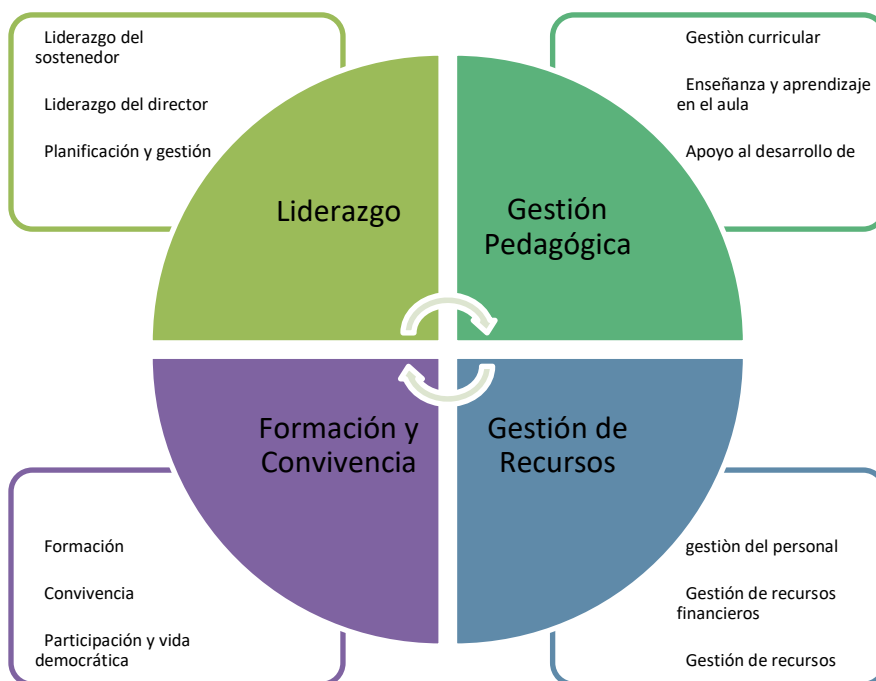 Liderazgo del
sostenedor
Liderazgo del director
Planificación y gestión
Gestiòn curricular
Enseñanza y aprendizaje
en el aula
Apoyo al desarrollo de
Liderazgo
Gestión
Pedagógica
Formación y
Convivencia
Gestión de
Recursos
Formación
Convivencia
Participación y vida
democrática
gestiòn del personal
Gestión de recursos
financieros
Gestión de recursos